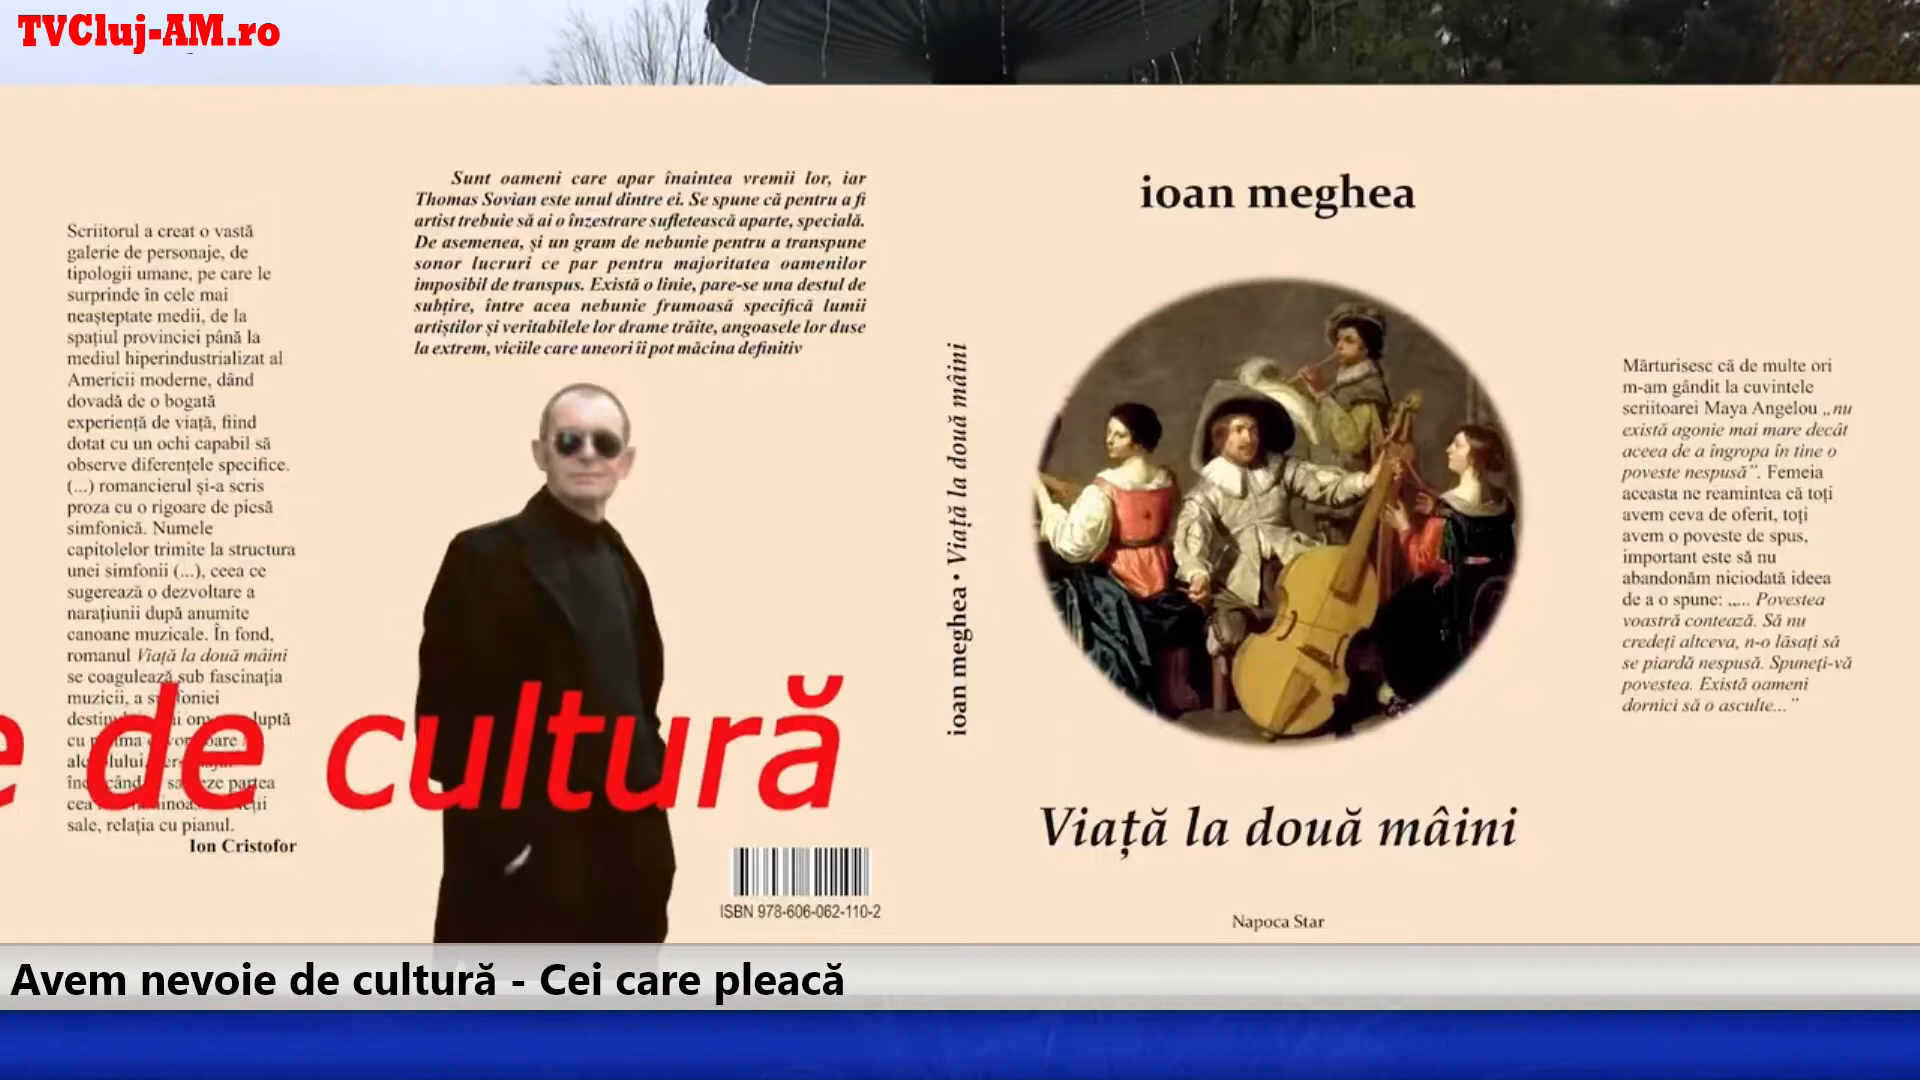 TVCluj-AM.ro
Scriitorul a creat o vastă
galerie de personaje, de
tipologii umane, pe care le
surprinde în cele mai
neașteptate medii, de la
spațiul provinciei până la
mediul hiperindustrializat al
Americii moderne, dând
dovadă de o bogată
experiență de viață, fiind
dotat cu un ochi capabil să
observe diferențele specifice.
(...) romancierul și-a scris
proza cu o rigoare de piesă
simfonică. Numele
capitolelor trimite la structura
unei simfonii (...), ceea ce
sugerează o dezvoltare a
narațiunii după anumite
canoane muzicale. În fond,
romanul Viață la două mâini
se coagulează sub fascinația
muzicii, a
luptă
cu
partea
cea
sale, relația cu pianul.
Ion Cristofor
Sunt oameni care apar înaintea vremii lor, iar
Thomas Sovian este unul dintre ei. Se spune că pentru a fi
artist trebuie să ai o înzestrare sufletească aparte, specială.
De asemenea, și un gram de nebunie pentru a transpune
sonor lucruri ce par pentru majoritatea oamenilor
imposibil de transpus. Există o linie, pare-se una destul de
subțire, între acea nebunie frumoasă specifică lumii
artiștilor și veritabilele lor drame trăite, angoasele lor duse
la extrem, viciile care uneori îi pot măcina definitiv
e de cultură
ISBN 978-606-062-110-2
ioan meghea • Viață la două mâini
ioan meghea
Viață la două mâini
Napoca Star
Mărturisesc că de multe ori
m-am gândit la cuvintele
scriitoarei Maya Angelou „nu
există agonie mai mare decât
aceea de a îngropa în tine o
poveste nespusă”. Femeia
aceasta ne reamintea că toți
avem ceva de oferit, toți
avem o poveste de spus,
important este să nu
abandonăm niciodată ideea
de a o spune: „... Povestea
voastră contează. Să nu
credeți altceva, n-o lăsați să
se piardă nespusă. Spuneți-vă
povestea. Există oameni
dornici să o asculte...”
Avem nevoie de cultură - Cei care pleacă